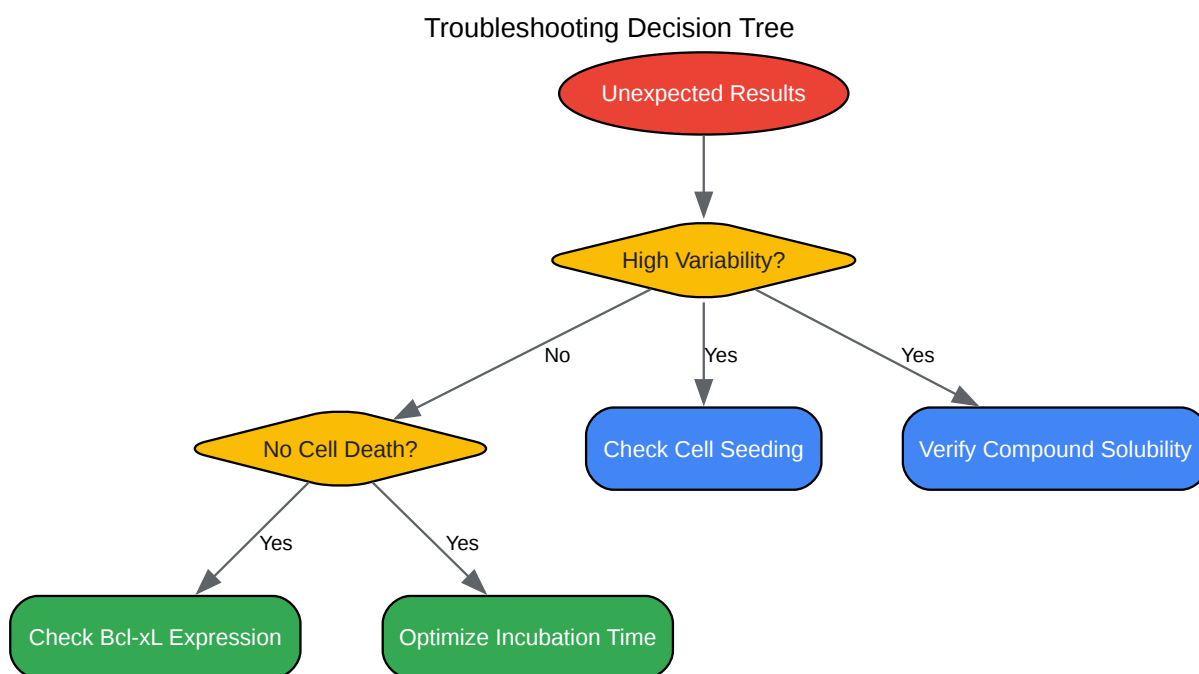 Troubleshooting Decision Tree
Unexpected Results
High Variability?
No
Yes
Yes
No Cell Death?
Check Cell Seeding
Verify Compound Solubility
Yes
Yes
Check Bcl-xL Expression
Optimize Incubation Time